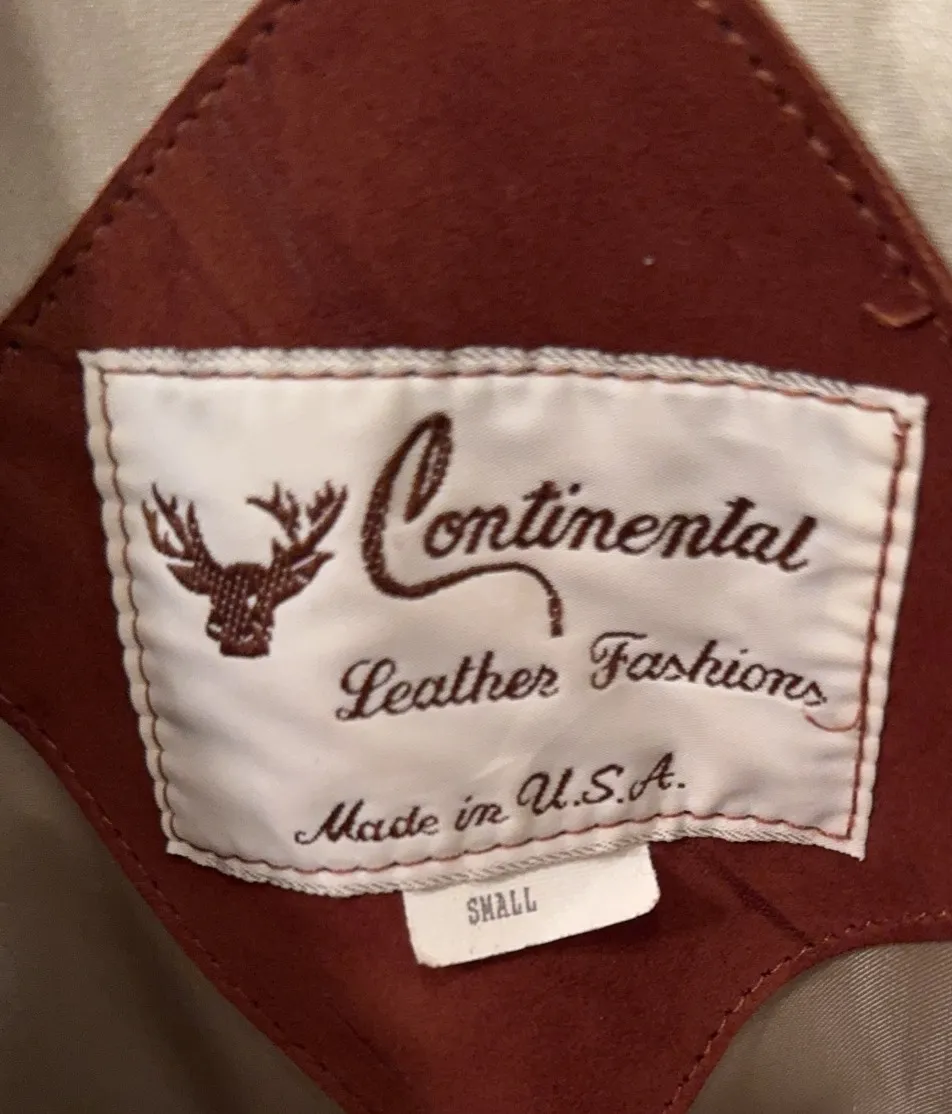 Continental
Leather Fashions
Made in U.S.A.
SMALL